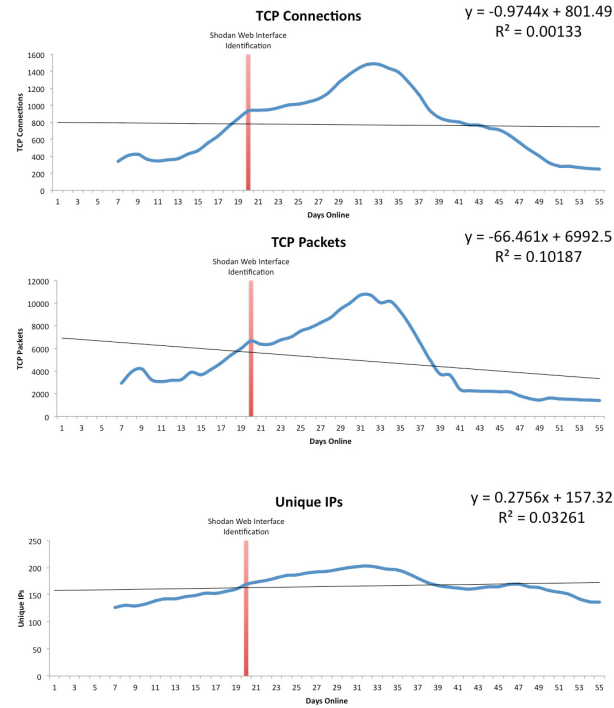 TCP Connections
y = -0.9744x + 801.49
R² = 0.00133
Shodan Web Interface
Identification
1600
1400
1200
1000
800
600
400
200
0
TCP Connections
1 3 5 7 9 11 13 15 17 19 21 23 25 27 29 31 33 35 37 39 41 43 45 47 49 51 53 55
Days Online
TCP Packets
y = -66.461x + 6992.5
R² = 0.10187
Shodan Web Interface
Identification
12000
10000
8000
6000
4000
2000
0
TCP Packets
1 3 5 7 9 11 13 15 17 19 21 23 25 27 29 31 33 35 37 39 41 43 45 47 49 51 53 55
Days Online
Unique IPs
y = 0.2756x + 157.32
R² = 0.03261
Shodan Web Interface
Identification
250
200
150
100
50
0
Unique IPs
1 3 5 7 9 11 13 15 17 19 21 23 25 27 29 31 33 35 37 39 41 43 45 47 49 51 53 55
Days Online